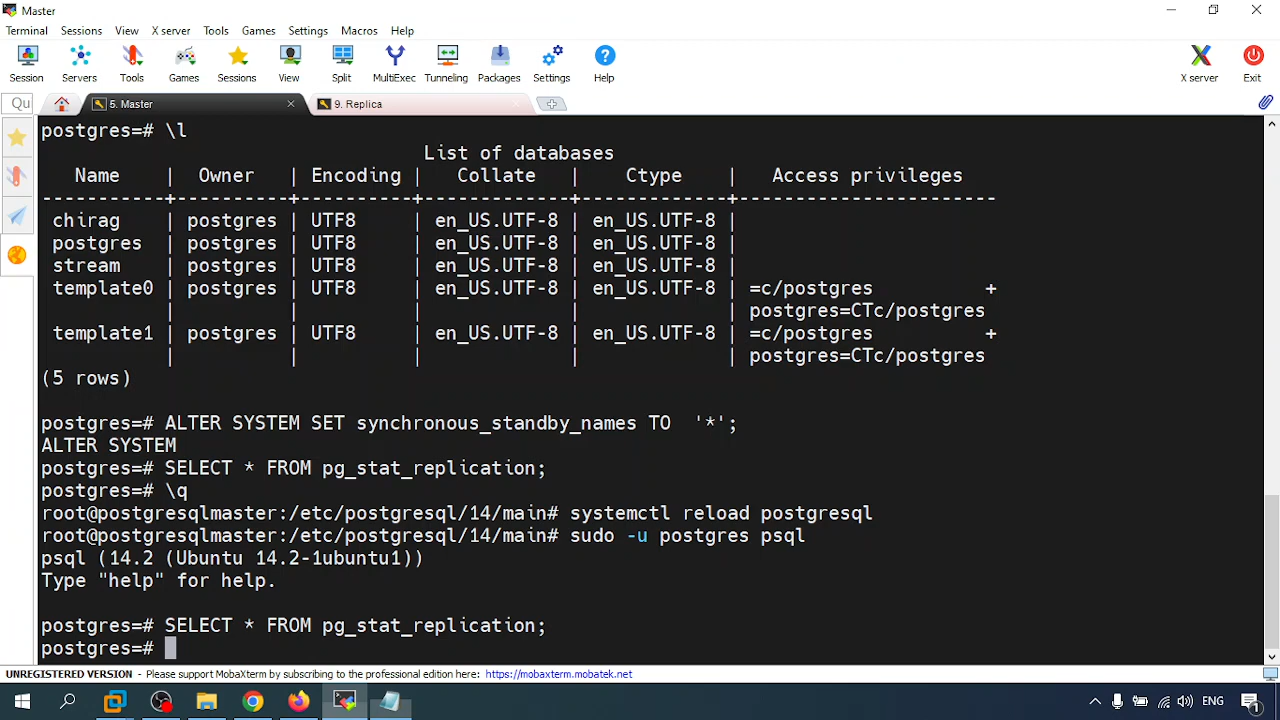 Master
Terminal Sessions View X server Tools Games Settings Macros Help
Session Servers Tools Games Sessions View Split MultiExec Tunneling Packages Settings Help X server Exit
Qu 5. Master 9. Replica
postgres=# \l
List of databases
Name | Owner | Encoding | Collate | Ctype | Access privileges
-----------+----------+----------+-------------+-------------+-----------------------
chirag | postgres | UTF8 | en_US.UTF-8 | en_US.UTF-8 |
postgres | postgres | UTF8 | en_US.UTF-8 | en_US.UTF-8 |
stream | postgres | UTF8 | en_US.UTF-8 | en_US.UTF-8 |
template0 | postgres | UTF8 | en_US.UTF-8 | en_US.UTF-8 | =c/postgres +
| | | | | postgres=CTc/postgres
template1 | postgres | UTF8 | en_US.UTF-8 | en_US.UTF-8 | =c/postgres +
| | | | | postgres=CTc/postgres
(5 rows)
postgres=# ALTER SYSTEM SET synchronous_standby_names TO '*';
ALTER SYSTEM
postgres=# SELECT * FROM pg_stat_replication;
postgres=# \q
root@postgresqlmaster:/etc/postgresql/14/main# systemctl reload postgresql
root@postgresqlmaster:/etc/postgresql/14/main# sudo -u postgres psql
psql (14.2 (Ubuntu 14.2-1ubuntu1))
Type "help" for help.
postgres=# SELECT * FROM pg_stat_replication;
postgres=#
UNREGISTERED VERSION - Please support MobaXterm by subscribing to the professional edition here: https://mobaxterm.mobatek.net
ENG 1